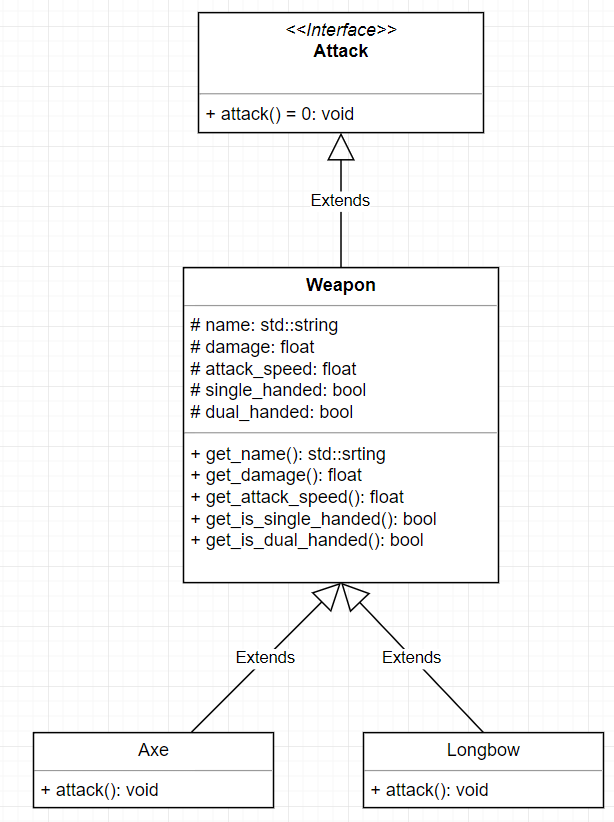 <<Interface>>
Attack
+ attack() = 0: void
Extends
Weapon
# name: std::string
# damage: float
# attack_speed: float
# single_handed: bool
# dual_handed: bool
+ get_name(): std::srting
+ get_damage(): float
+ get_attack_speed(): float
+ get_is_single_handed(): bool
+ get_is_dual_handed(): bool
Extends
Extends
Axe
+ attack(): void
Longbow
+ attack(): void